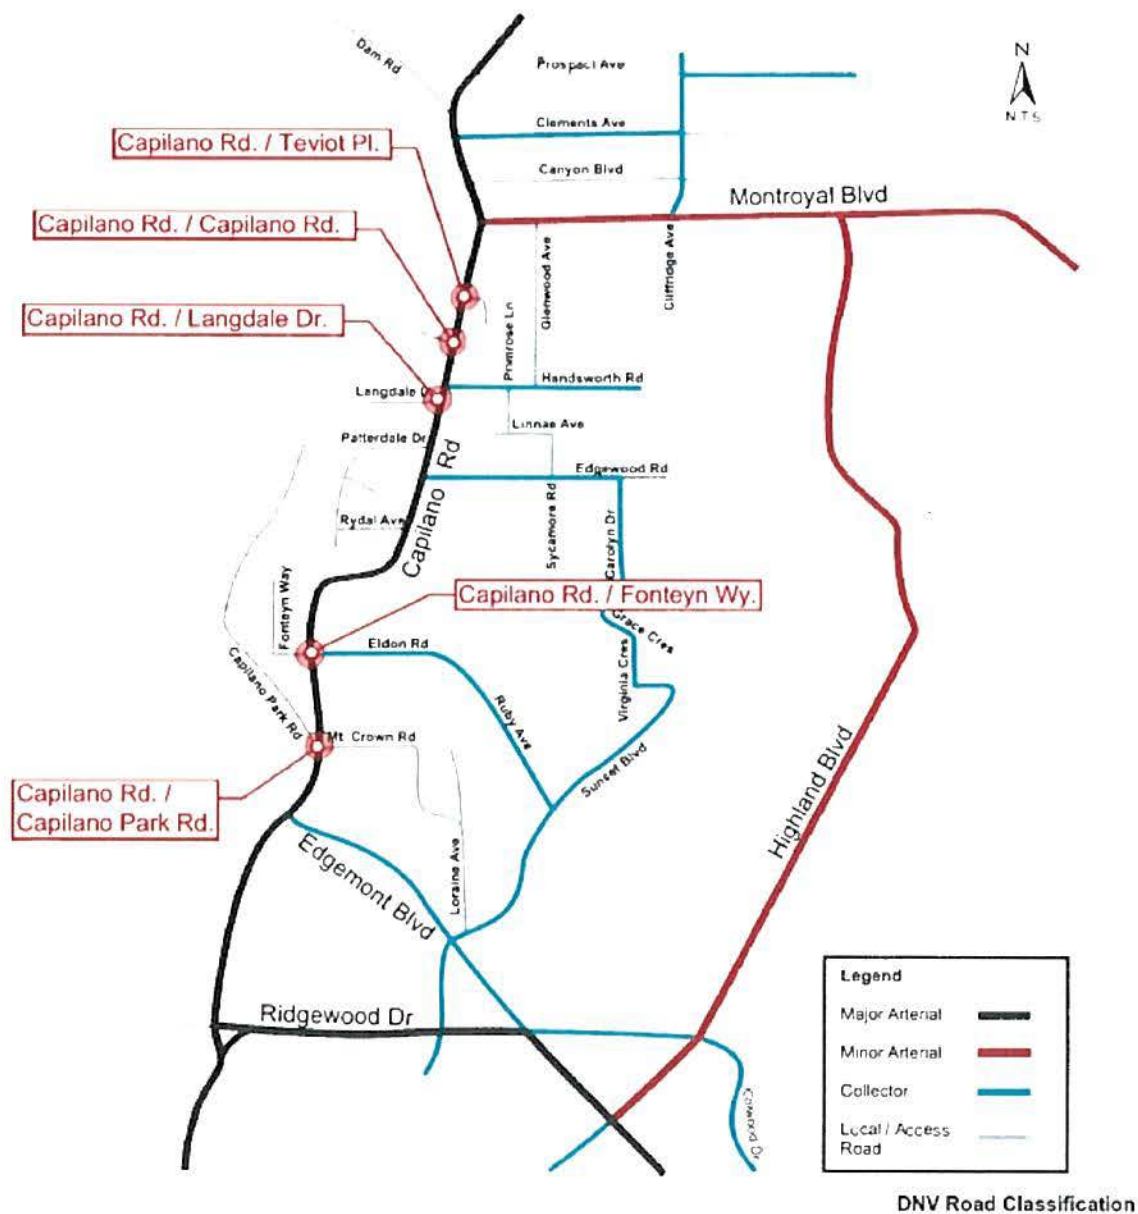 Dam Rd
Prospect Ave
N
NTS
Clements Ave
Capilano Rd. / Teviot Pl.
Canyon Blvd
Montroyal Blvd
Capilano Rd. / Capilano Rd.
Glenwood Ave
Cliffridge Ave
Capilano Rd. / Langdale Dr.
Primrose Ln
Handsworth Rd
Langdale
Linnae Ave
Patterdale Dr
Capilano Rd
Edgewood Rd
Sycamore Rd
Carolyn Dr
Rydal Ave
Fonteyn Way
Capilano Rd. / Fonteyn Wy.
Grace Cres
Eldon Rd
Capilano Park Rd
Virginia Cres
Ruby Ave
Mt. Crown Rd
Sunset Blvd
Highland Blvd
Capilano Rd. /
Capilano Park Rd.
Edgemont Blvd
Loraine Ave
Ridgewood Dr
Legend
Major Arterial
Minor Arterial
Collector
Local / Access
Road
DNV Road Classification